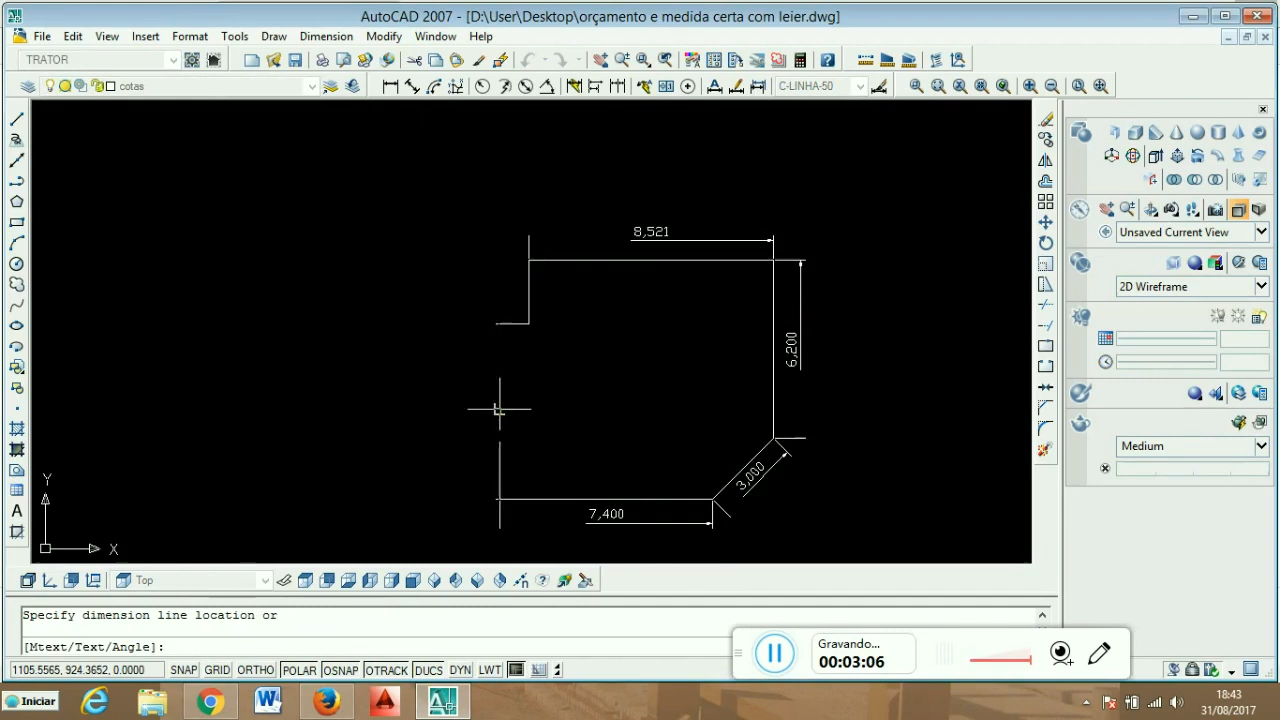 AutoCAD 2007 - [D:\User\Desktop\orçamento e medida certa com leier.dwg]
File Edit View Insert Format Tools Draw Dimension Modify Window Help
TRATOR
cotas
C-LINHA-50
Unsaved Current View
2D Wireframe
Medium
8,521
6,200
3,000
7,400
Y
X
Top
Specify dimension line location or
[Mtext/Text/Angle]:
1105.5565, 924.3652, 0.0000 SNAP GRID ORTHO POLAR OSNAP OTRACK DUCS DYN LWT
Gravando...
00:03:06
Iniciar
18:43
31/08/2017